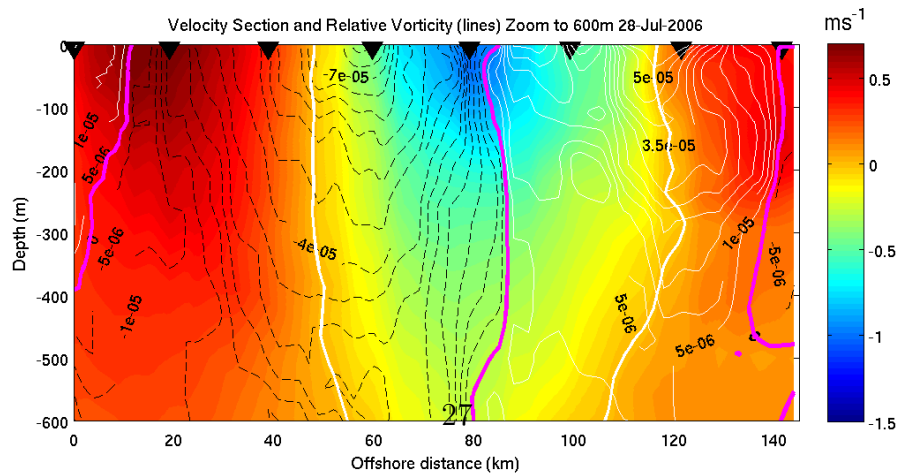 Velocity Section and Relative Vorticity (lines) Zoom to 600m 28-Jul-2006
ms-1
0
-100
-200
-300
-400
-500
-600
Depth (m)
0 20 40 60 80 100 120 140
Offshore distance (km)
0.5
0
-0.5
-1
-1.5
-7e-05
5e-05
1e-05
3.5e-05
5e-06
0
-5e-06
-4e-05
1e-05
-5e-06
1e-05
5e-06
5e-06
27